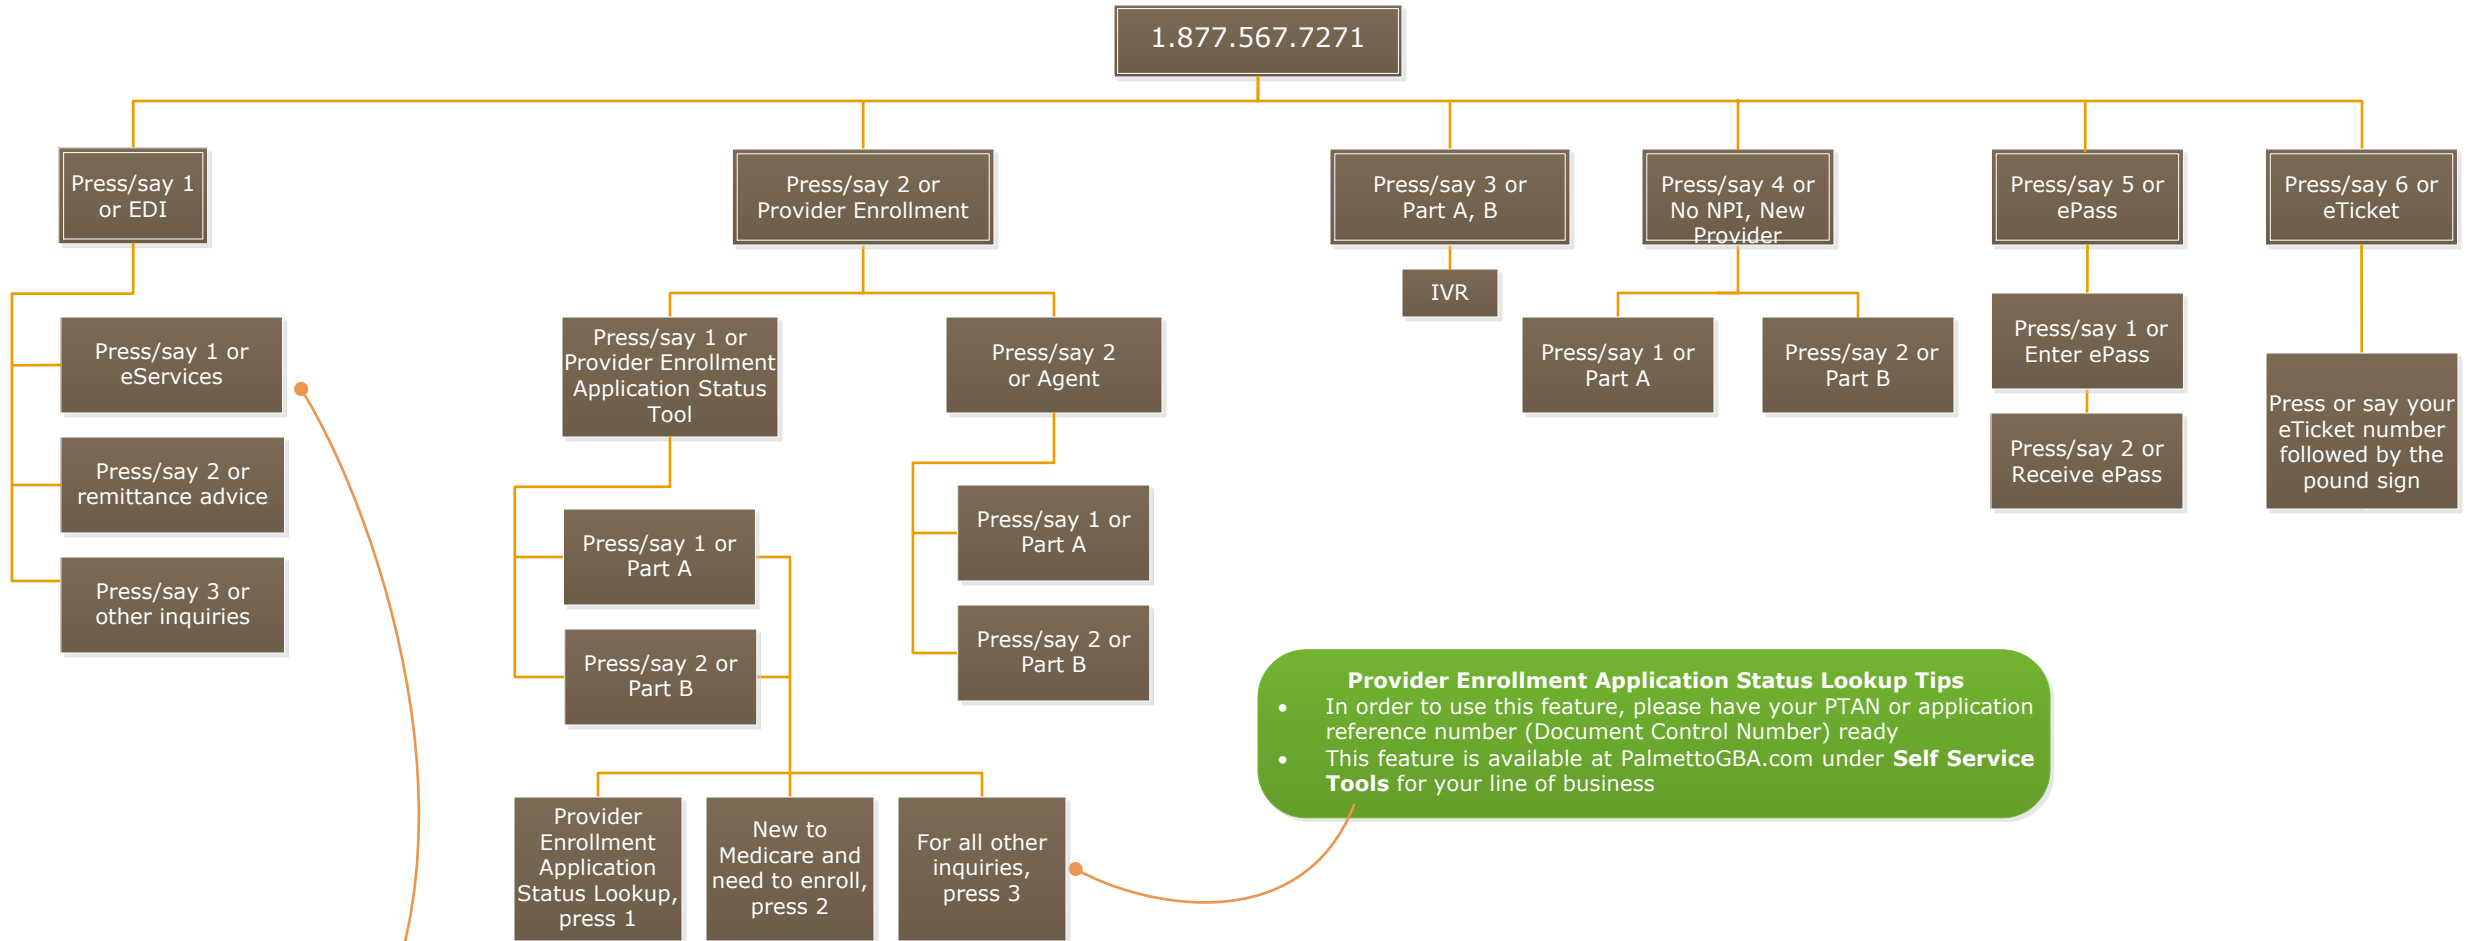 1.877.567.7271
Press/say 1
or EDI
Press/say 2 or
Provider Enrollment
Press/say 3 or
Part A, B
Press/say 4 or
No NPI, New
Provider
Press/say 5 or
ePass
Press/say 6 or
eTicket
Press/say 1 or
eServices
Press/say 2 or
remittance advice
Press/say 3 or
other inquiries
Press/say 1 or
Provider Enrollment
Application Status
Tool
Press/say 2
or Agent
Press/say 1 or
Part A
Press/say 2 or
Part B
Press/say 1 or
Part A
Press/say 2 or
Part B
Provider
Enrollment
Application
Status Lookup,
press 1
New to
Medicare and
need to enroll,
press 2
For all other
inquiries,
press 3
IVR
Press/say 1 or
Part A
Press/say 2 or
Part B
Press/say 1 or
Enter ePass
Press/say 2 or
Receive ePass
Press or say your
eTicket number
followed by the
pound sign
Provider Enrollment Application Status Lookup Tips
• In order to use this feature, please have your PTAN or application
reference number (Document Control Number) ready
• This feature is available at PalmettoGBA.com under Self Service
Tools for your line of business